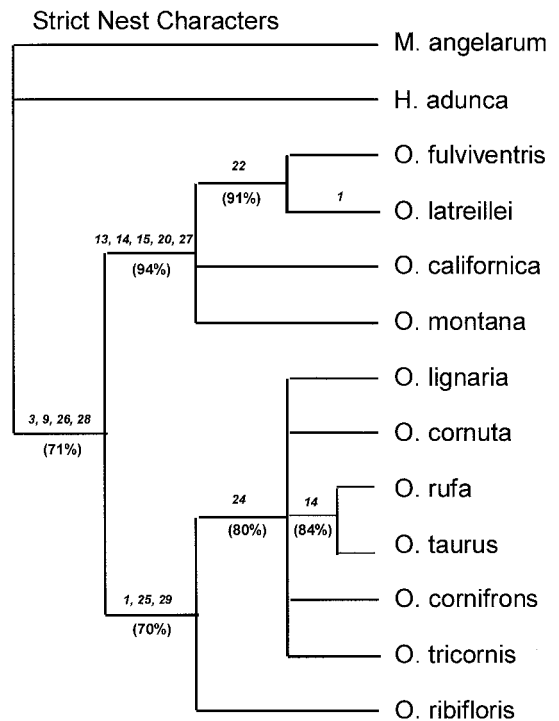 Strict Nest Characters
M. angelarum
H. adunca
O. fulviventris
22
(91%)
1
O. latreillei
13, 14, 15, 20, 27
(94%)
O. californica
O. montana
O. lignaria
3, 9, 26, 28
(71%)
O. cornuta
O. rufa
24
(80%)
14
(84%)
O. taurus
1, 25, 29
(70%)
O. cornifrons
O. tricornis
O. ribifloris